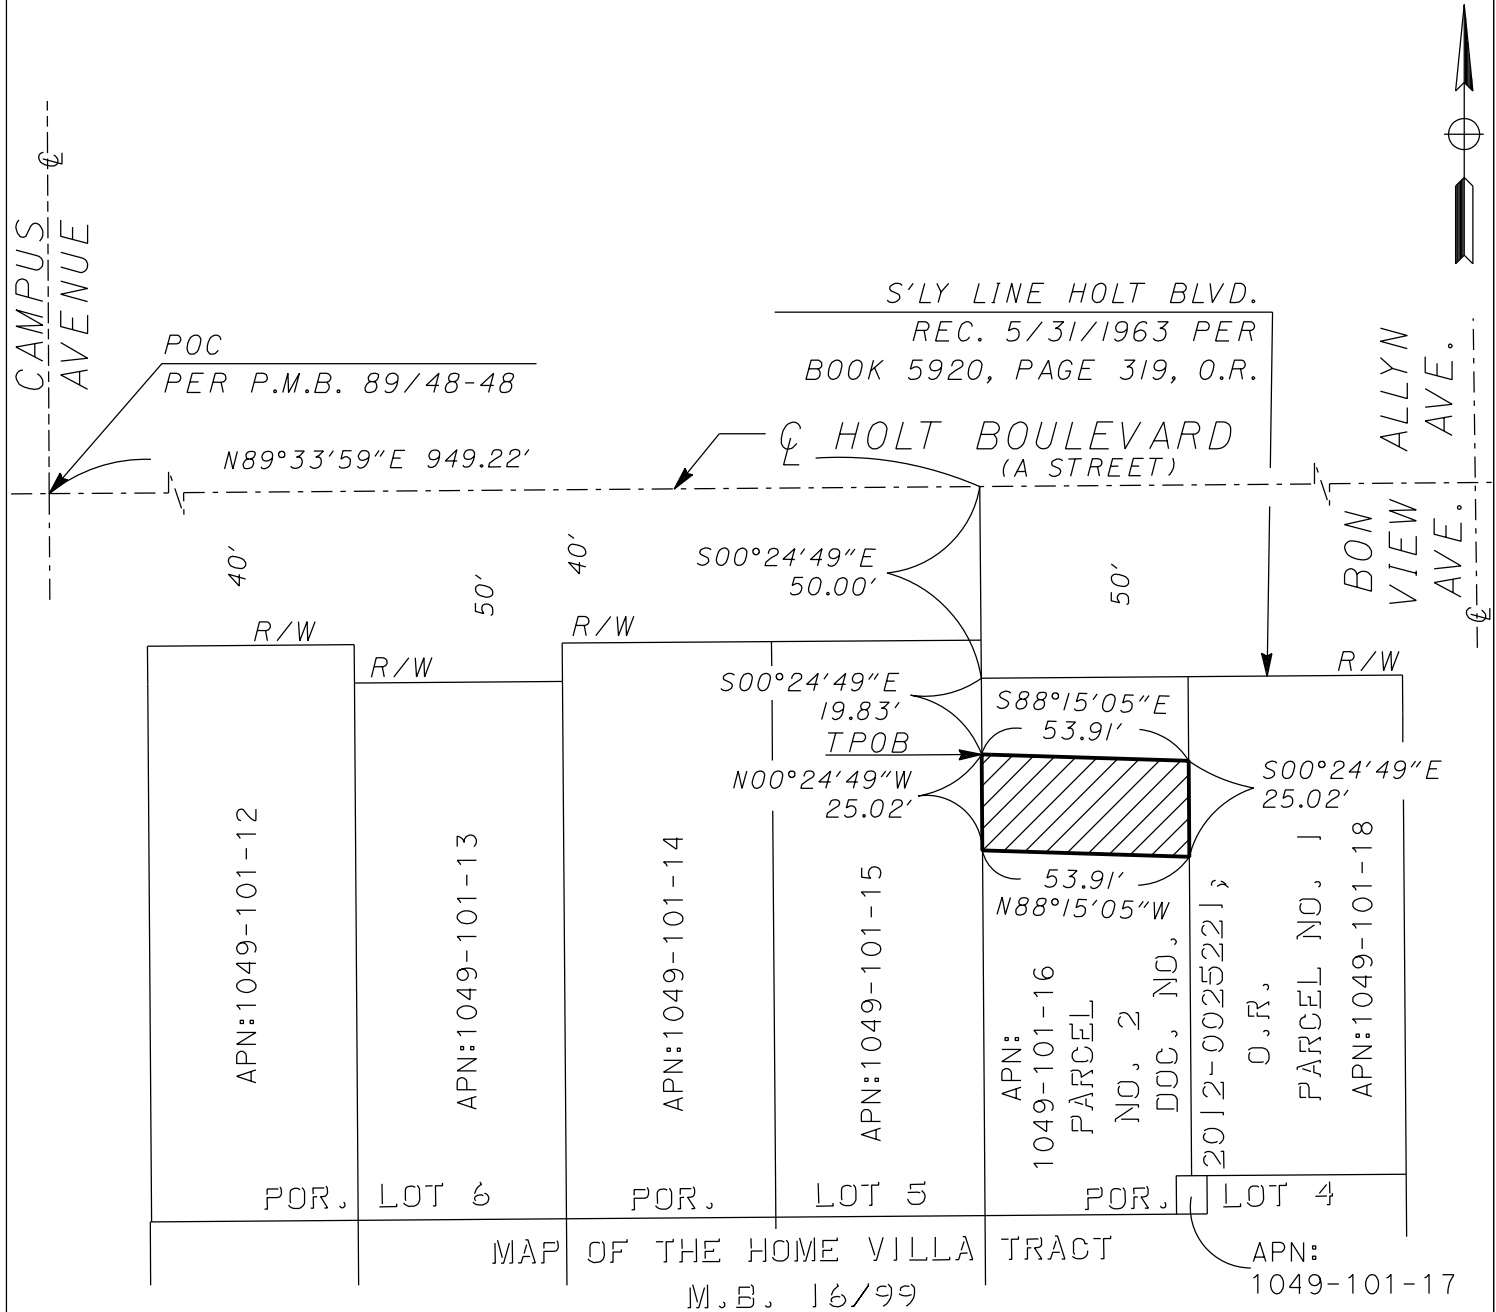 CAMPUS
AVENUE
℄
POC
PER P.M.B. 89/48-48
N89°33'59"E 949.22'
S'LY LINE HOLT BLVD.
REC. 5/31/1963 PER
BOOK 5920, PAGE 319, O.R.
℄ HOLT BOULEVARD
(A STREET)
ALLYN
AVE.
BON
VIEW
AVE.
℄
40'
50'
40'
S00°24'49"E
50.00'
50'
R/W
R/W
R/W
R/W
S00°24'49"E
19.83'
TPOB
N00°24'49"W
25.02'
S88°15'05"E
53.91'
S00°24'49"E
25.02'
53.91'
N88°15'05"W
APN:1049-101-12
APN:1049-101-13
APN:1049-101-14
APN:1049-101-15
APN:
1049-101-16
PARCEL
NO. 2
DOC. NO.
2012-0025221,
O.R.
PARCEL NO. 1
APN:1049-101-18
POR. LOT 6
POR. LOT 5
POR. LOT 4
MAP OF THE HOME VILLA TRACT
M.B. 16/99
APN:
1049-101-17